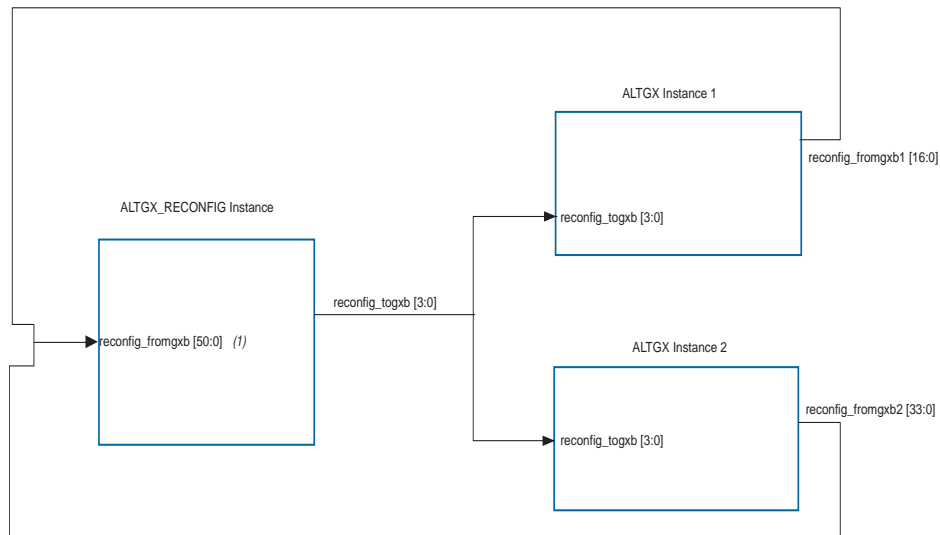 ALTGX Instance 1
reconfig_fromgxb1 [16:0]
ALTGX_RECONFIG Instance
reconfig_togxb [3:0]
reconfig_togxb [3:0]
reconfig_fromgxb [50:0] (1)
ALTGX Instance 2
reconfig_fromgxb2 [33:0]
reconfig_togxb [3:0]